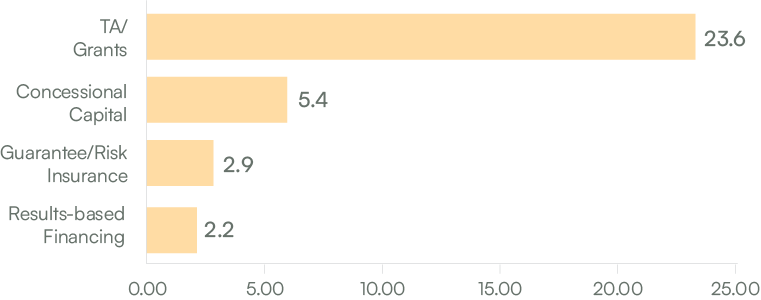 TA/
Grants
23.6
Concessional
Capital
5.4
Guarantee/Risk
Insurance
2.9
Results-based
Financing
2.2
0.00 5.00 10.00 15.00 20.00 25.00